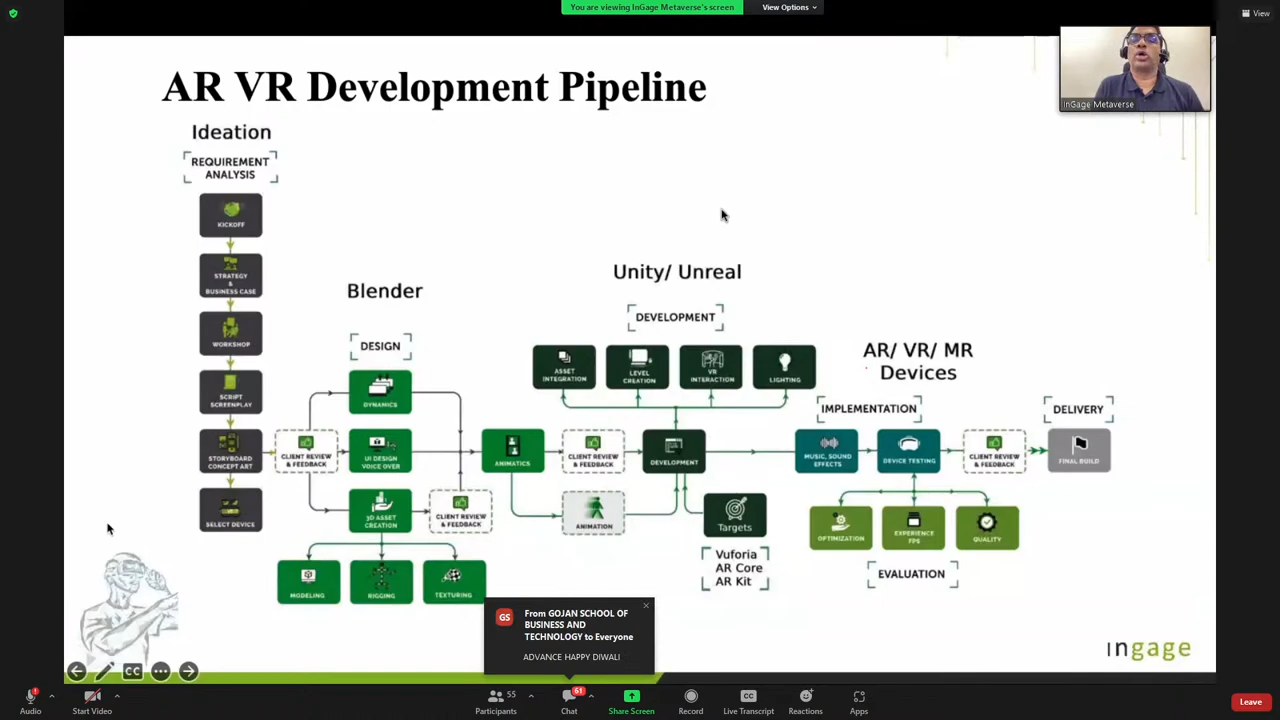 You are viewing InGage Metaverse's screen
View Options
View
InGage Metaverse
AR VR Development Pipeline
Ideation
REQUIREMENT
ANALYSIS
KICKOFF
STRATEGY
&
BUSINESS CASE
WORKSHOP
SCRIPT
SCREENPLAY
STORYBOARD
CONCEPT ART
SELECT DEVICE
CLIENT REVIEW
& FEEDBACK
Blender
DESIGN
DYNAMICS
UI DESIGN
VOICE OVER
3D ASSET
CREATION
CLIENT REVIEW
& FEEDBACK
MODELING
RIGGING
TEXTURING
ANIMATICS
CLIENT REVIEW
& FEEDBACK
ANIMATION
Unity/ Unreal
DEVELOPMENT
ASSET
INTEGRATION
LEVEL
CREATION
VR
INTERACTION
LIGHTING
DEVELOPMENT
Targets
Vuforia
AR Core
AR Kit
AR/ VR/ MR
Devices
IMPLEMENTATION
MUSIC, SOUND
EFFECTS
DEVICE TESTING
CLIENT REVIEW
& FEEDBACK
OPTIMIZATION
EXPERIENCE
FPS
QUALITY
EVALUATION
DELIVERY
FINAL BUILD
ingage
GS
From GOJAN SCHOOL OF
BUSINESS AND
TECHNOLOGY to Everyone
ADVANCE HAPPY DIWALI
CC
Audio
Start Video
55
Participants
61
Chat
Share Screen
Record
CC
Live Transcript
Reactions
Apps
Leave